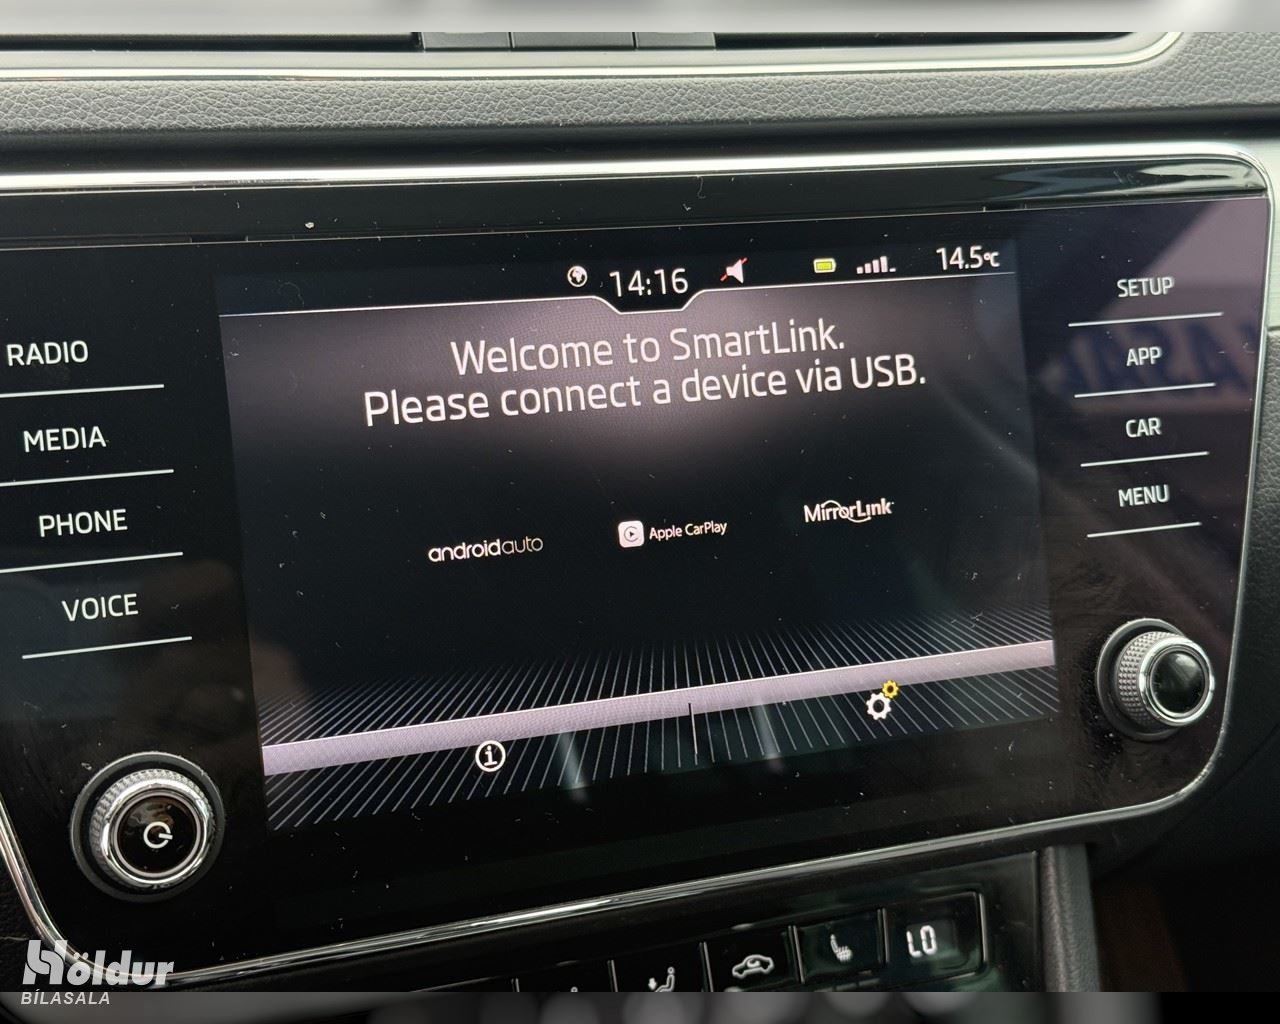 14:16
14.5°C
Welcome to SmartLink.
Please connect a device via USB.
androidauto
Apple CarPlay
MirrorLink
RADIO
MEDIA
PHONE
VOICE
SETUP
APP
CAR
MENU
LO
Höldur
BÍLASALA